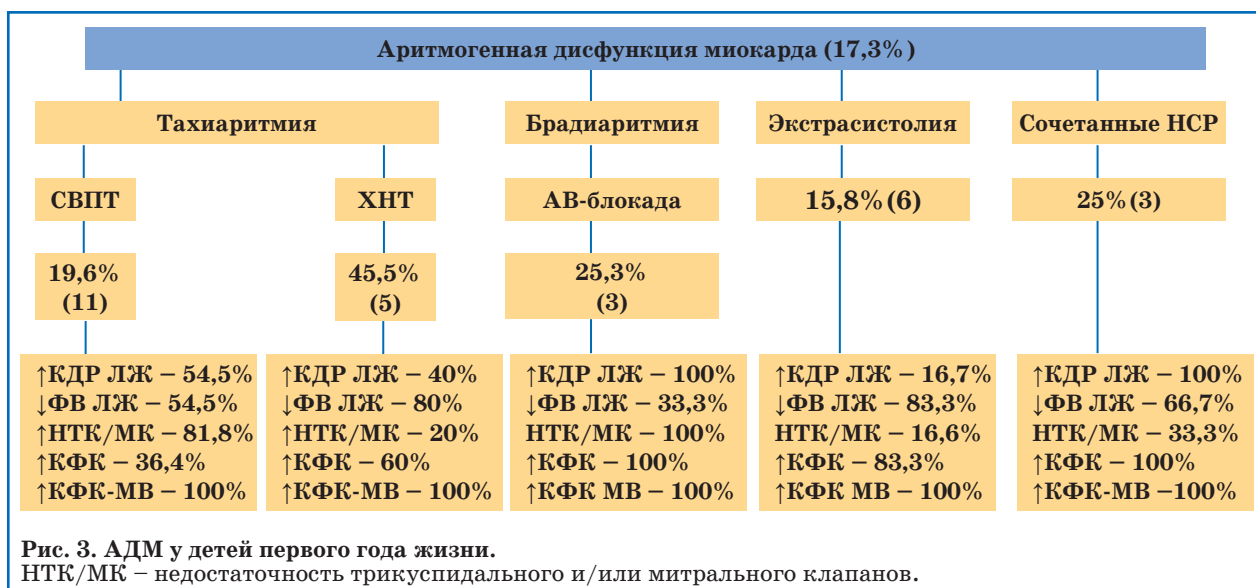 Аритмогенная дисфункция миокарда (17,3%)
Тахиаритмия
Брадиаритмия
Экстрасистолия
Сочетанные НСР
СВПТ
ХНТ
АВ-блокада
15,8% (6)
25% (3)
19,6%
(11)
45,5%
(5)
25,3%
(3)
↑КДР ЛЖ – 54,5%
↓ФВ ЛЖ – 54,5%
↑НТК/МК – 81,8%
↑КФК – 36,4%
↑КФК-МВ – 100%
↑КДР ЛЖ – 40%
↓ФВ ЛЖ – 80%
↑НТК/МК – 20%
↑КФК – 60%
↑КФК-МВ – 100%
↑КДР ЛЖ – 100%
↓ФВ ЛЖ – 33,3%
НТК/МК – 100%
↑КФК – 100%
↑КФК МВ – 100%
↑КДР ЛЖ – 16,7%
↓ФВ ЛЖ – 83,3%
НТК/МК – 16,6%
↑КФК – 83,3%
↑КФК МВ – 100%
↑КДР ЛЖ – 100%
↓ФВ ЛЖ – 66,7%
НТК/МК – 33,3%
↑КФК – 100%
↑КФК-МВ –100%
Рис. 3. АДМ у детей первого года жизни.
НТК/МК – недостаточность трикуспидального и/или митрального клапанов.